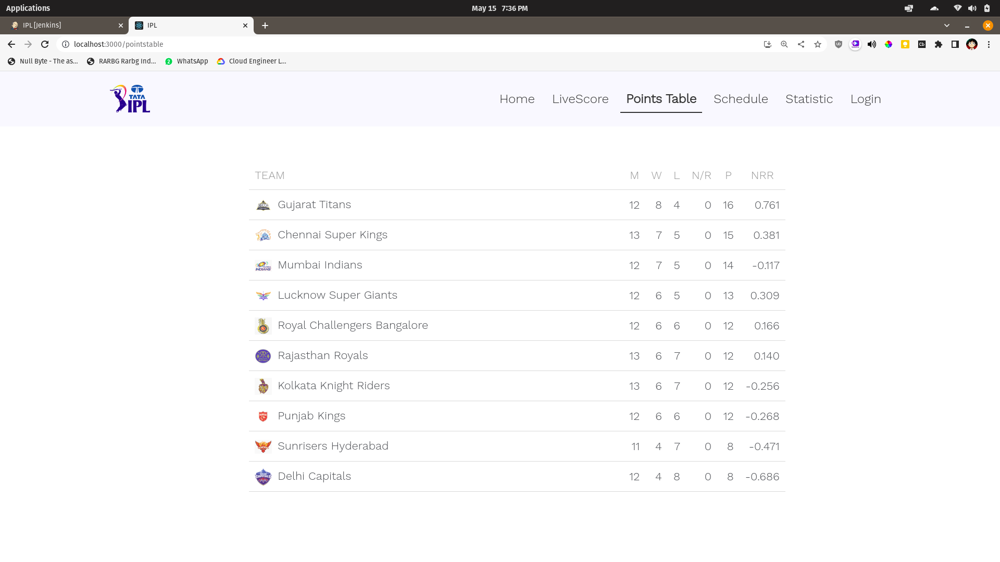 Applications May 15 7:36 PM
IPL [Jenkins] IPL
localhost:3000/pointstable
Null Byte - The as... RARBG Rarbg Ind... WhatsApp Cloud Engineer L...
TATA
IPL
Home LiveScore Points Table Schedule Statistic Login
TEAM M W L N/R P NRR
Gujarat Titans 12 8 4 0 16 0.761
Chennai Super Kings 13 7 5 0 15 0.381
Mumbai Indians 12 7 5 0 14 -0.117
Lucknow Super Giants 12 6 5 0 13 0.309
Royal Challengers Bangalore 12 6 6 0 12 0.166
Rajasthan Royals 13 6 7 0 12 0.140
Kolkata Knight Riders 13 6 7 0 12 -0.256
Punjab Kings 12 6 6 0 12 -0.268
Sunrisers Hyderabad 11 4 7 0 8 -0.471
Delhi Capitals 12 4 8 0 8 -0.686